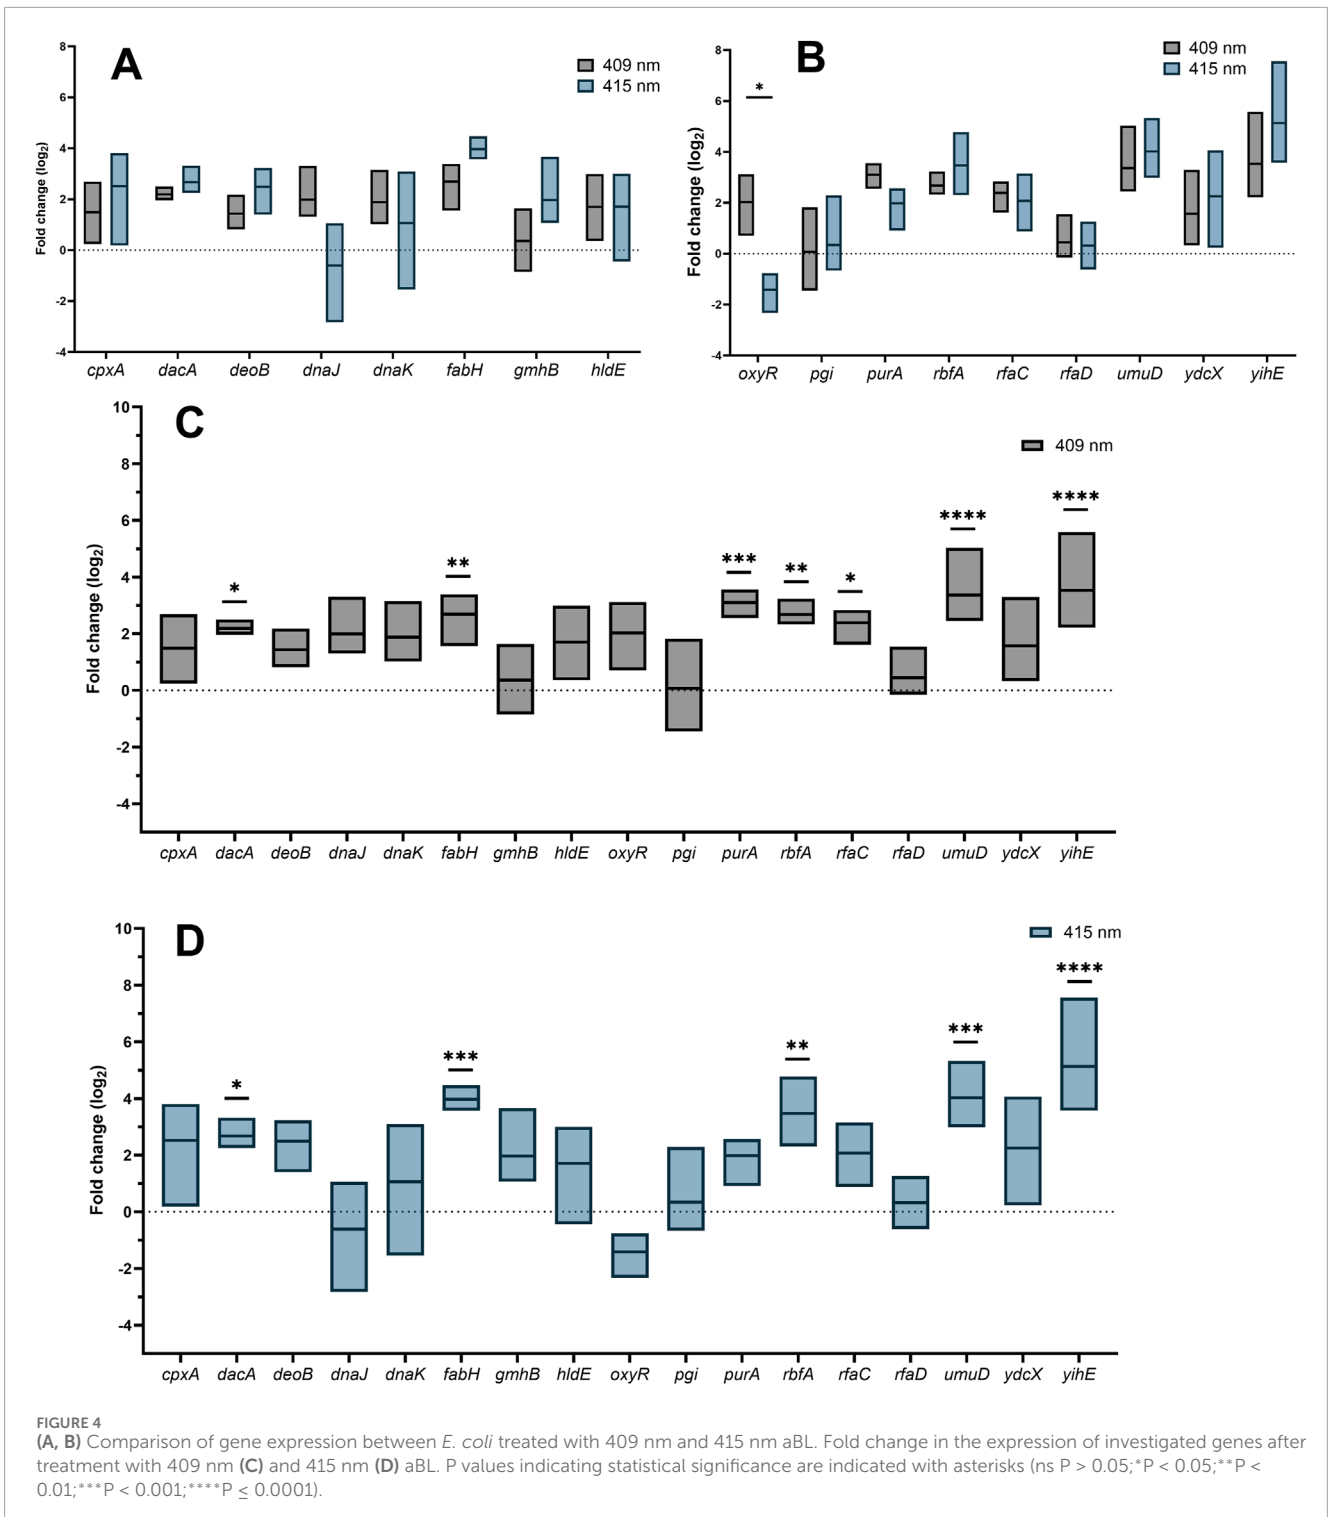 A
409 nm
415 nm
Fold change (log2)
8
6
4
2
0
-2
-4
cpxA dacA deoB dnaJ dnaK fabH gmhB hldE
B
409 nm
415 nm
*
Fold change (log2)
8
6
4
2
0
-2
-4
oxyR pgi purA rbfA rfaC rfaD umuD ydcX yihE
C
409 nm
Fold change (log2)
10
8
6
4
2
0
-2
-4
* ** *** ** * **** ****
cpxA dacA deoB dnaJ dnaK fabH gmhB hldE oxyR pgi purA rbfA rfaC rfaD umuD ydcX yihE
D
415 nm
Fold change (log2)
10
8
6
4
2
0
-2
-4
* *** ** *** ****
cpxA dacA deoB dnaJ dnaK fabH gmhB hldE oxyR pgi purA rbfA rfaC rfaD umuD ydcX yihE
FIGURE 4
(A, B) Comparison of gene expression between E. coli treated with 409 nm and 415 nm aBL. Fold change in the expression of investigated genes after
treatment with 409 nm (C) and 415 nm (D) aBL. P values indicating statistical significance are indicated with asterisks (ns P > 0.05;*P < 0.05;**P <
0.01;***P < 0.001;****P ≤ 0.0001).